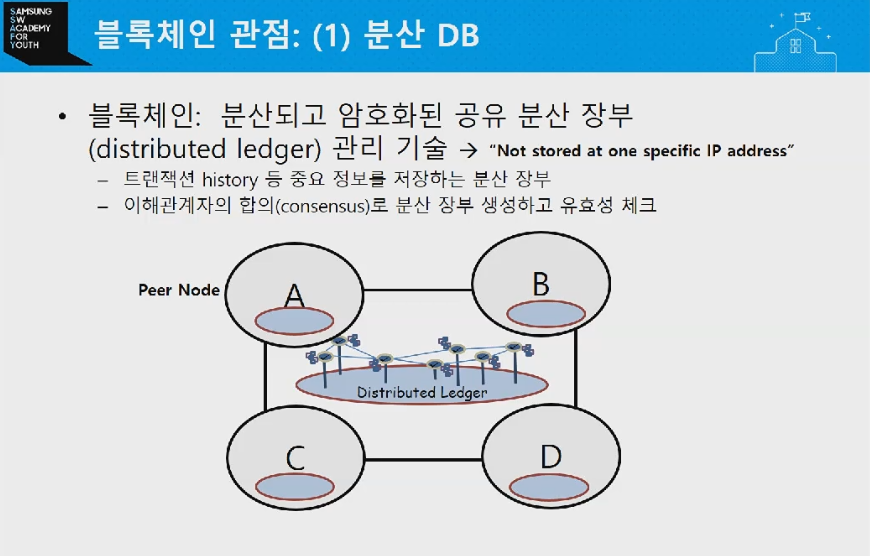 SAMSUNG
SW
ACADEMY
FOR
YOUTH
블록체인 관점: (1) 분산 DB
• 블록체인: 분산되고 암호화된 공유 분산 장부
(distributed ledger) 관리 기술 → “Not stored at one specific IP address”
– 트랜잭션 history 등 중요 정보를 저장하는 분산 장부
– 이해관계자의 합의(consensus)로 분산 장부 생성하고 유효성 체크
Peer Node
A
B
Distributed Ledger
C
D